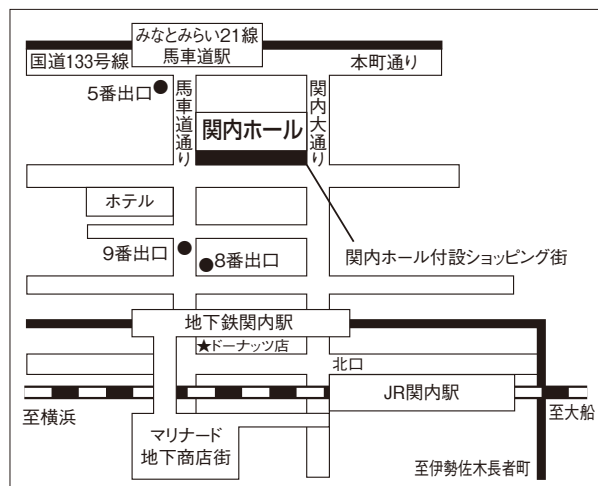 みなとみらい21線
馬車道駅
国道133号線
本町通り
5番出口
馬車道通り
関内ホール
関内大通り
ホテル
9番出口
8番出口
関内ホール付設ショッピング街
地下鉄関内駅
★ドーナッツ店
北口
JR関内駅
至横浜
至大船
マリナード
地下商店街
至伊勢佐木長者町